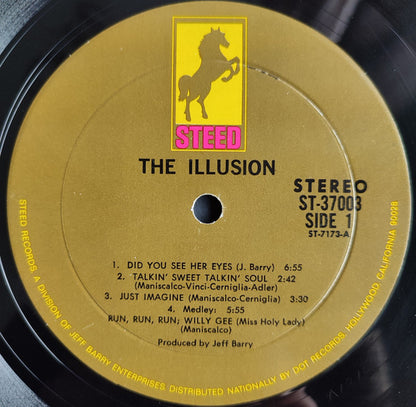 STEED
THE ILLUSION
STEREO
ST-37003
SIDE 1
ST-7173-A
1. DID YOU SEE HER EYES (J. Barry) 6:55
2. TALKIN' SWEET TALKIN' SOUL 2:42
(Maniscalco-Vinci-Cerniglia-Adler)
3. JUST IMAGINE (Maniscalco-Cerniglia) 3:30
4. Medley: 5:55
RUN, RUN, RUN; WILLY GEE (Miss Holy Lady)
(Maniscalco)
Produced by Jeff Barry
STEED RECORDS, A DIVISION OF JEFF BARRY ENTERPRISES. DISTRIBUTED NATIONALLY BY DOT RECORDS, HOLLYWOOD, CALIFORNIA 90028